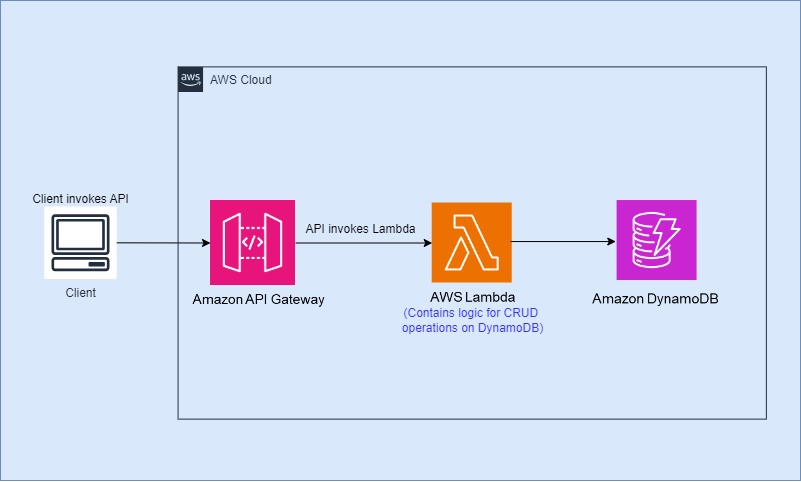 aws
AWS Cloud
Client invokes API
Client
</>
Amazon API Gateway
API invokes Lambda
AWS Lambda
(Contains logic for CRUD
operations on DynamoDB)
Amazon DynamoDB